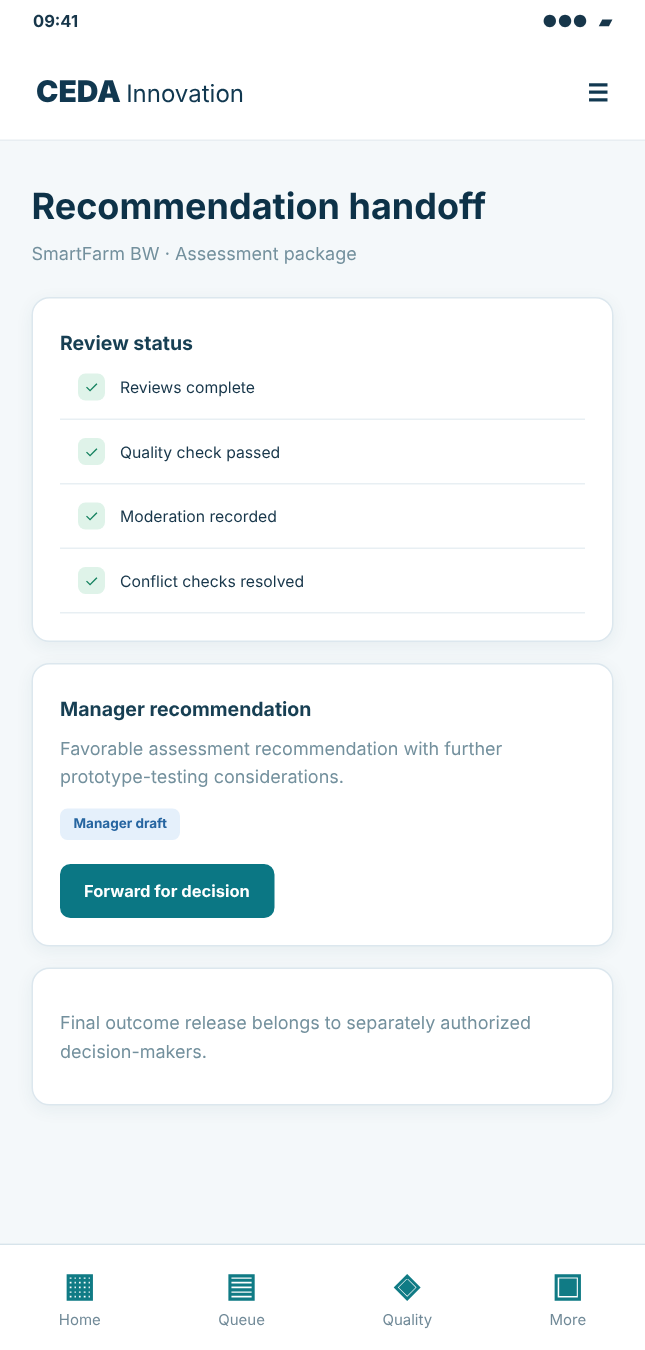 09:41
CEDA Innovation
Recommendation handoff
SmartFarm BW · Assessment package
Review status
Reviews complete
Quality check passed
Moderation recorded
Conflict checks resolved
Manager recommendation
Favorable assessment recommendation with further
prototype-testing considerations.
Manager draft
Forward for decision
Final outcome release belongs to separately authorized
decision-makers.
Home
Queue
Quality
More